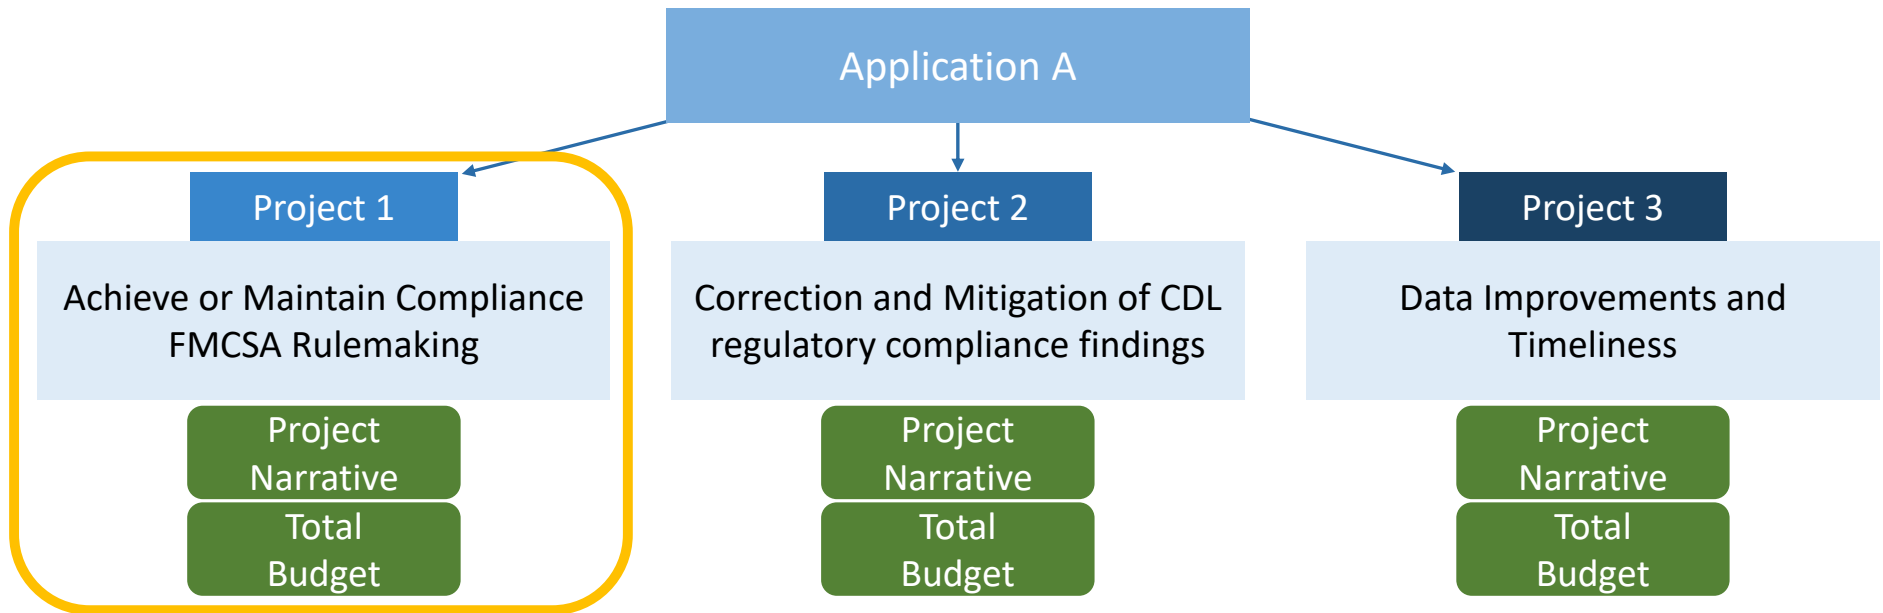 Application A
Project 1
Achieve or Maintain Compliance
FMCSA Rulemaking
Project
Narrative
Total
Budget
Project 2
Correction and Mitigation of CDL
regulatory compliance findings
Project
Narrative
Total
Budget
Project 3
Data Improvements and
Timeliness
Project
Narrative
Total
Budget